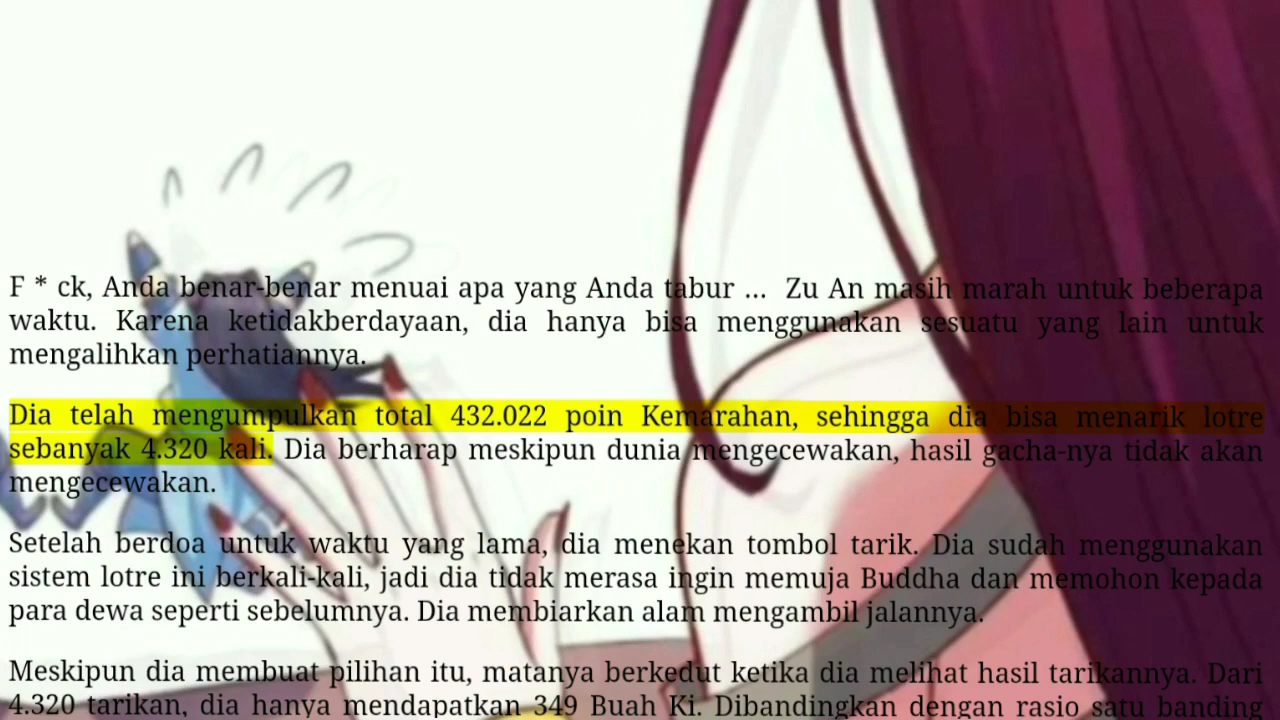 F * ck, Anda benar-benar menuai apa yang Anda tabur ... Zu An masih marah untuk beberapa
waktu. Karena ketidakberdayaan, dia hanya bisa menggunakan sesuatu yang lain untuk
mengalihkan perhatiannya.
Dia telah mengumpulkan total 432.022 poin Kemarahan, sehingga dia bisa menarik lotre
sebanyak 4.320 kali. Dia berharap meskipun dunia mengecewakan, hasil gacha-nya tidak akan
mengecewakan.
Setelah berdoa untuk waktu yang lama, dia menekan tombol tarik. Dia sudah menggunakan
sistem lotre ini berkali-kali, jadi dia tidak merasa ingin memuja Buddha dan memohon kepada
para dewa seperti sebelumnya. Dia membiarkan alam mengambil jalannya.
Meskipun dia membuat pilihan itu, matanya berkedut ketika dia melihat hasil tarikannya. Dari
4.320 tarikan, dia hanya mendapatkan 349 Buah Ki. Dibandingkan dengan rasio satu banding